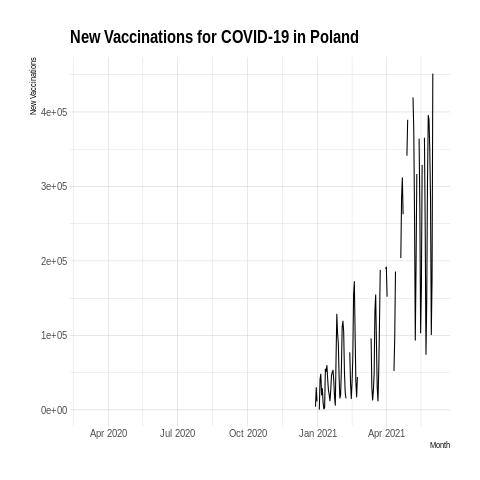 New Vaccinations for COVID-19 in Poland
New Vaccinations
4e+05
3e+05
2e+05
1e+05
0e+00
Apr 2020 Jul 2020 Oct 2020 Jan 2021 Apr 2021
Month